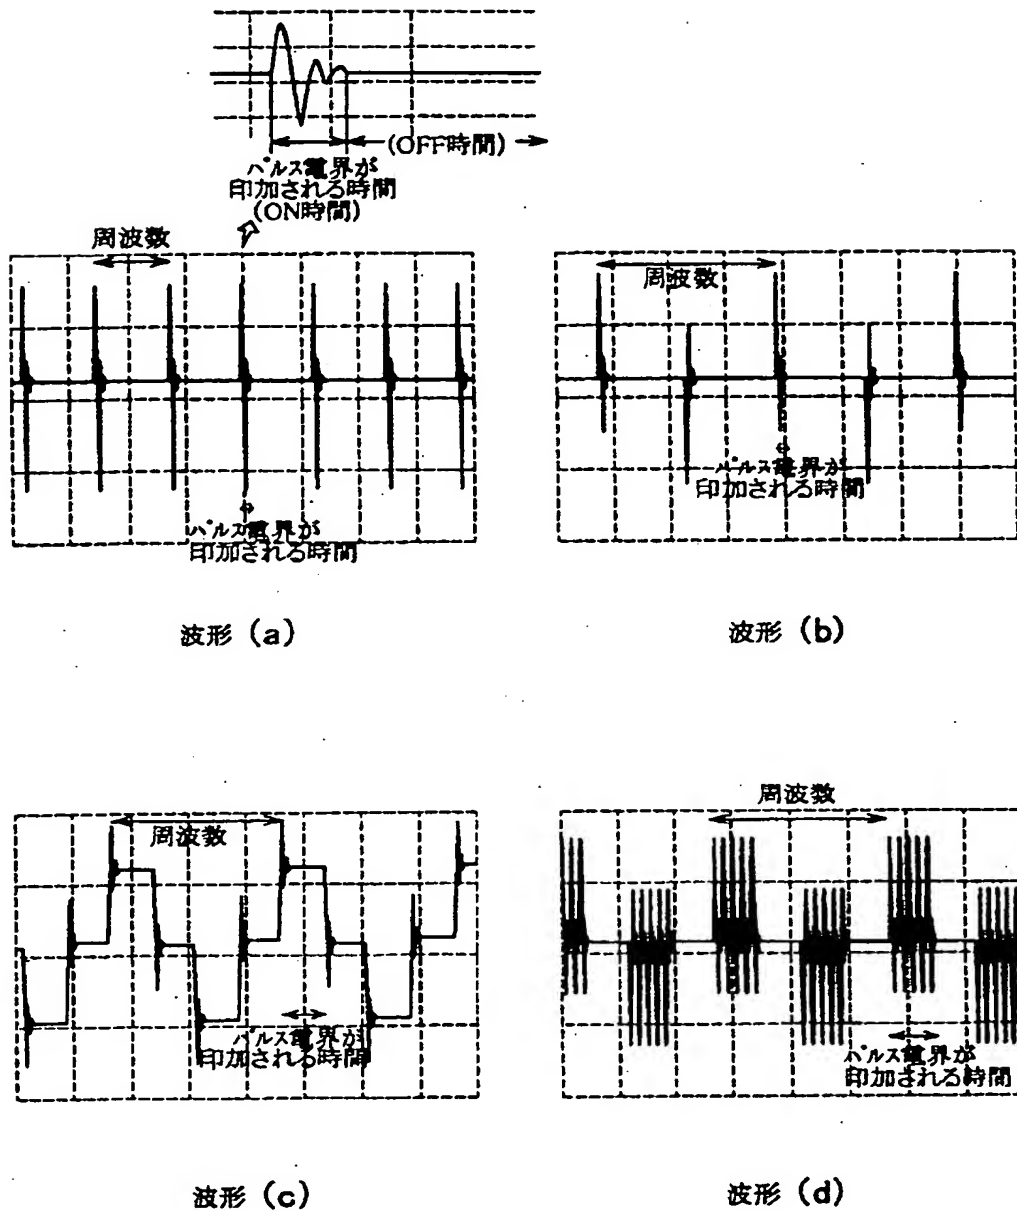 (OFF時間)
パルス電界が
印加される時間
(ON時間)
周波数
パルス電界が
印加される時間
波形 (a)
周波数
パルス電界が
印加される時間
波形 (b)
周波数
パルス電界が
印加される時間
波形 (c)
周波数
パルス電界が
印加される時間
波形 (d)